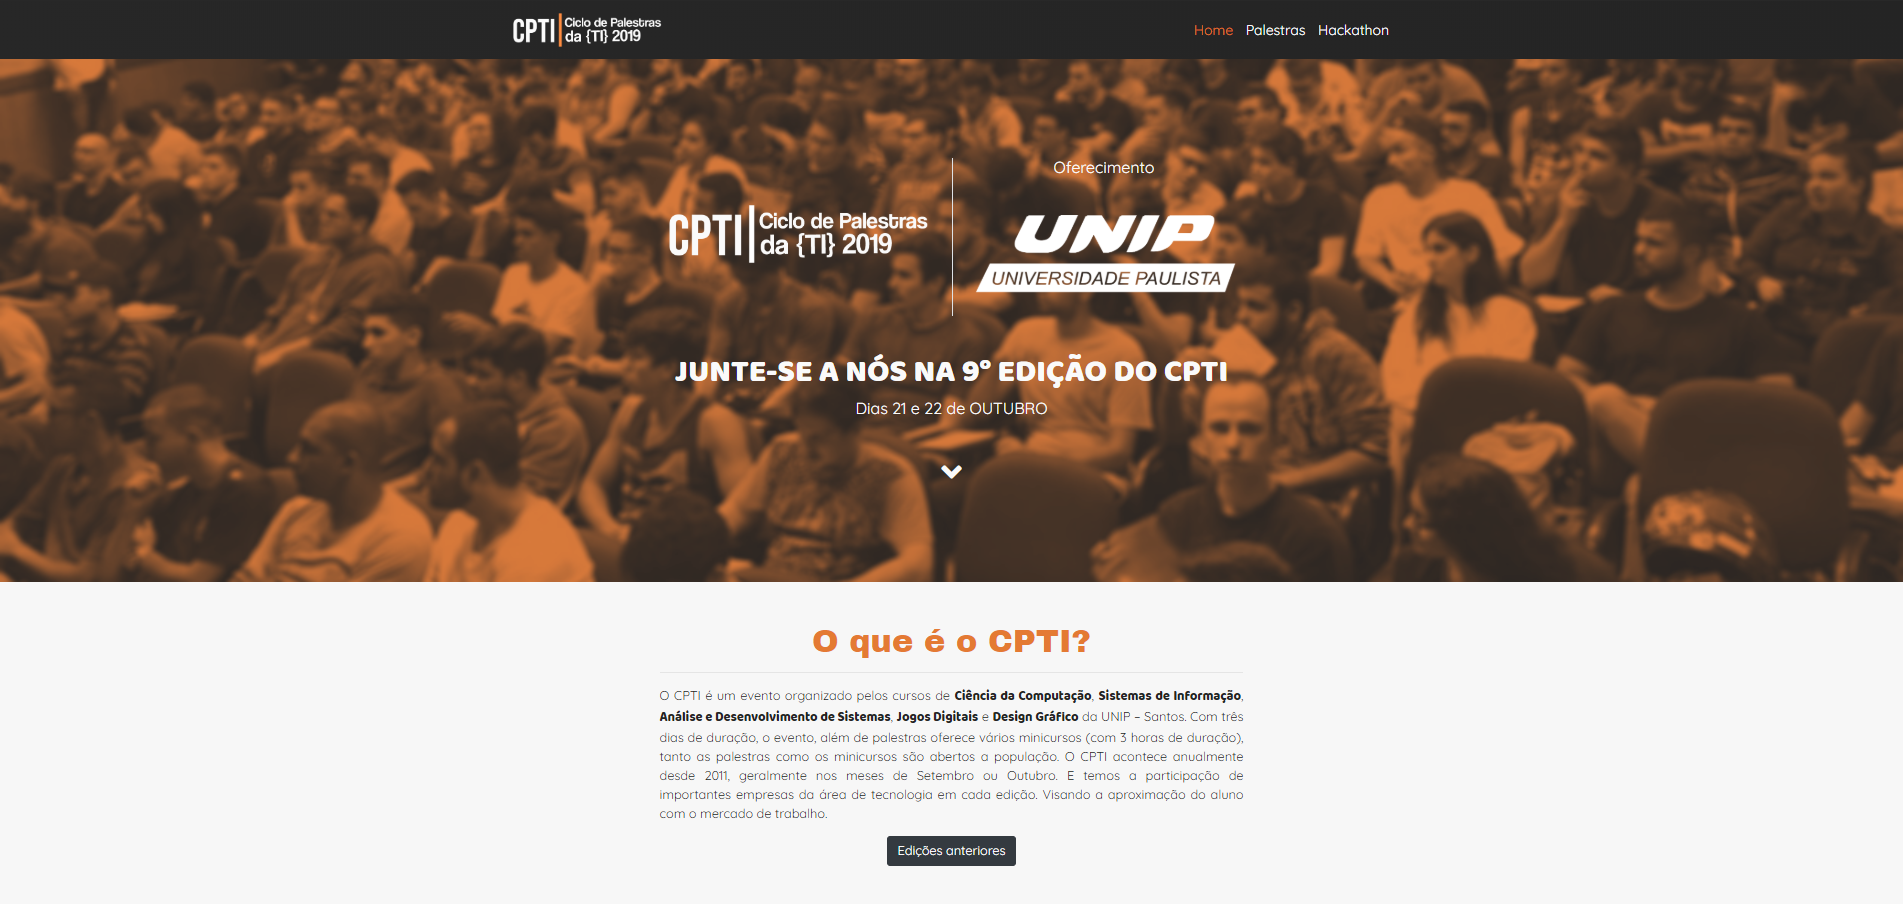 CPTI Ciclo de Palestras
da {TI} 2019
Home Palestras Hackathon
CPTI Ciclo de Palestras
da {TI} 2019
Oferecimento
UNIP
UNIVERSIDADE PAULISTA
JUNTE-SE A NÓS NA 9º EDIÇÃO DO CPTI
Dias 21 e 22 de OUTUBRO
O que é o CPTI?
O CPTI é um evento organizado pelos cursos de Ciência da Computação, Sistemas de Informação,
Análise e Desenvolvimento de Sistemas, Jogos Digitais e Design Gráfico da UNIP – Santos. Com três
dias de duração, o evento, além de palestras oferece vários minicursos (com 3 horas de duração),
tanto as palestras como os minicursos são abertos a população. O CPTI acontece anualmente
desde 2011, geralmente nos meses de Setembro ou Outubro. E temos a participação de
importantes empresas da área de tecnologia em cada edição. Visando a aproximação do aluno
com o mercado de trabalho.
Edições anteriores